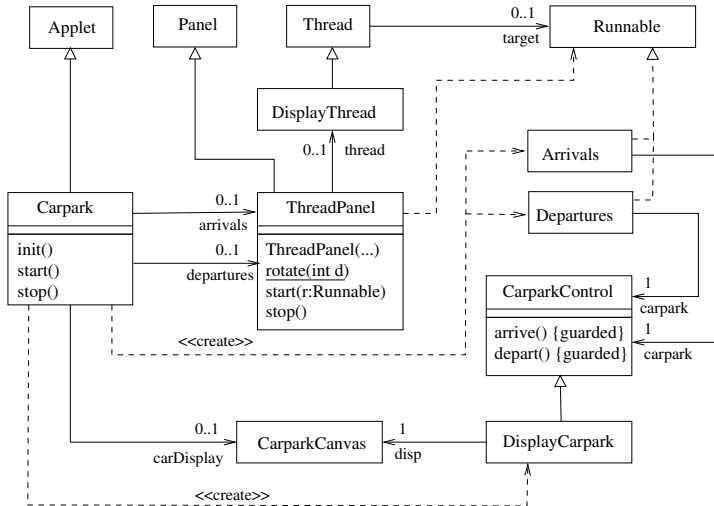 Applet
Panel
Thread
0..1
target
Runnable
DisplayThread
0..1
thread
Arrivals
Carpark
init()
start()
stop()
0..1
arrivals
0..1
departures
ThreadPanel
ThreadPanel(...)
rotate(int d)
start(r:Runnable)
stop()
Departures
CarparkControl
arrive() {guarded}
depart() {guarded}
1
carpark
1
carpark
<<create>>
0..1
carDisplay
CarparkCanvas
1
disp
DisplayCarpark
<<create>>